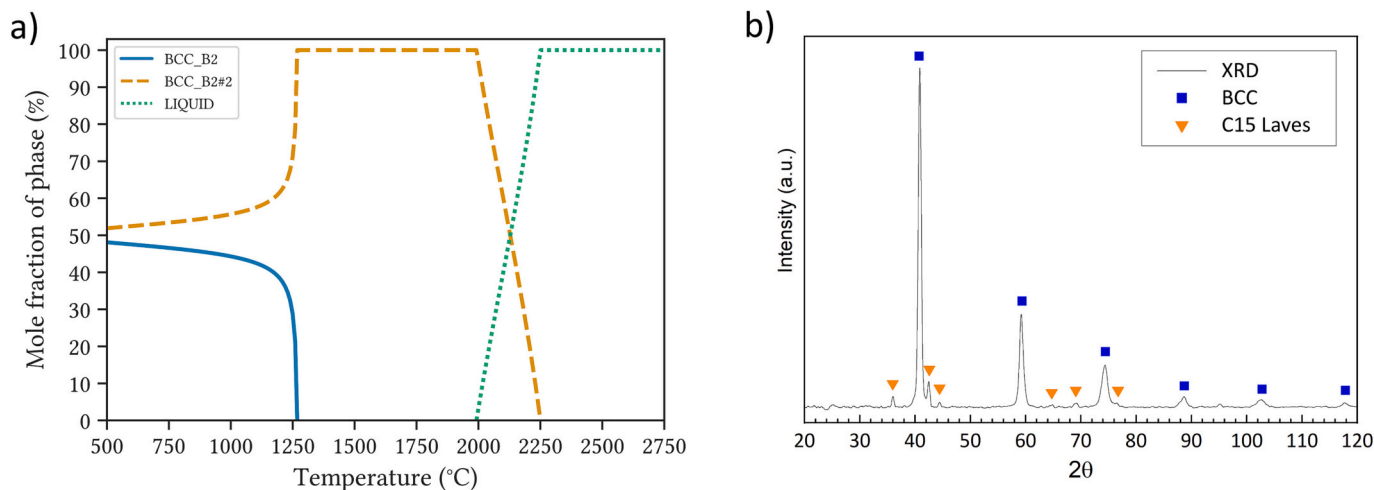 a)
BCC_B2
BCC_B2#2
LIQUID
Mole fraction of phase (%)
100
90
80
70
60
50
40
30
20
10
0
500 750 1000 1250 1500 1750 2000 2250 2500 2750
Temperature (°C)
b)
XRD
BCC
C15 Laves
Intensity (a.u.)
20 30 40 50 60 70 80 90 100 110 120
2θ